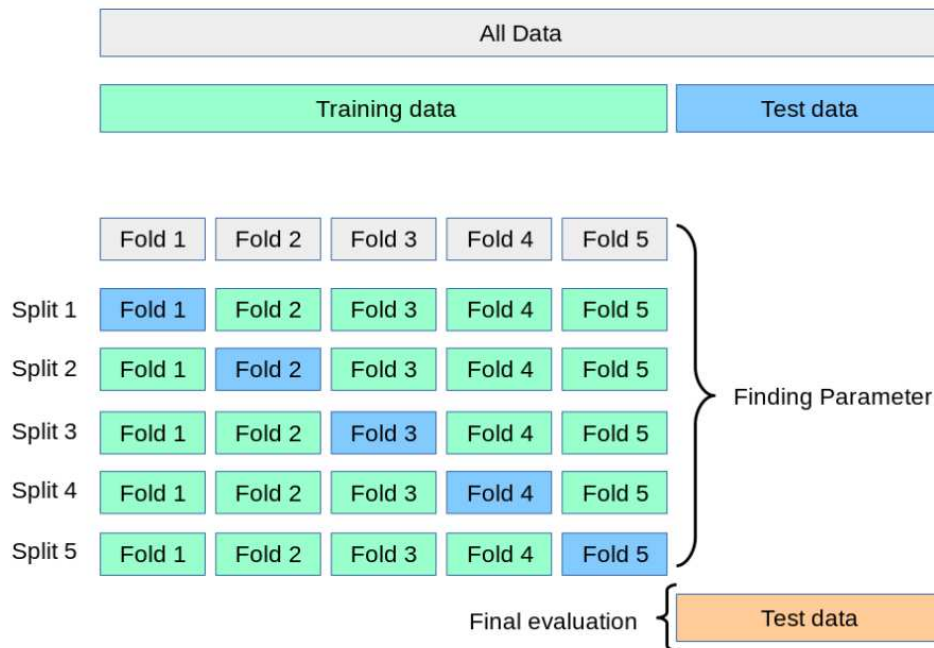 All Data
Training data Test data
Fold 1 Fold 2 Fold 3 Fold 4 Fold 5
Split 1 Fold 1 Fold 2 Fold 3 Fold 4 Fold 5
Split 2 Fold 1 Fold 2 Fold 3 Fold 4 Fold 5
Finding Parameter
Split 3 Fold 1 Fold 2 Fold 3 Fold 4 Fold 5
Split 4 Fold 1 Fold 2 Fold 3 Fold 4 Fold 5
Split 5 Fold 1 Fold 2 Fold 3 Fold 4 Fold 5
Final evaluation Test data